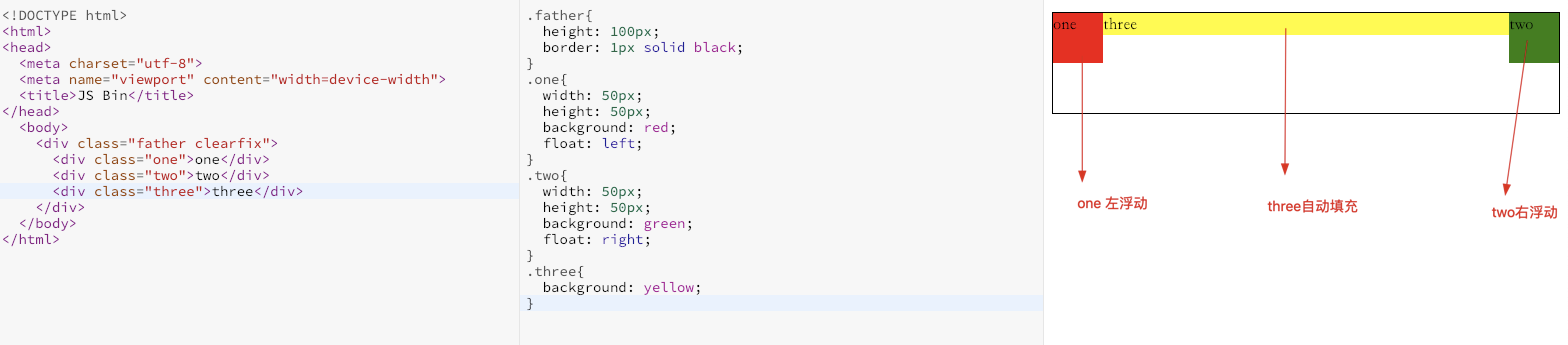 <!DOCTYPE html>
<html>
<head>
  <meta charset="utf-8">
  <meta name="viewport" content="width=device-width">
  <title>JS Bin</title>
</head>
  <body>
    <div class="father clearfix">
      <div class="one">one</div>
      <div class="two">two</div>
      <div class="three">three</div>
    </div>
  </body>
</html>
.father{
  height: 100px;
  border: 1px solid black;
}
.one{
  width: 50px;
  height: 50px;
  background: red;
  float: left;
}
.two{
  width: 50px;
  height: 50px;
  background: green;
  float: right;
}
.three{
  background: yellow;
}
one three two
one 左浮动
three自动填充
two右浮动